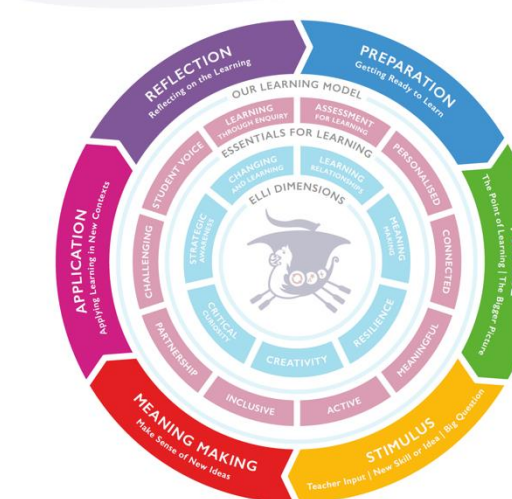 REFLECTION
Reflecting on the Learning
PREPARATION
Getting Ready to Learn
The Point of Learning | The Bigger Picture
STIMULUS
Teacher Input | New Skill or Idea | Big Question
MEANING MAKING
Make Sense of New Ideas
APPLICATION
Applying Learning in New Contexts
OUR LEARNING MODEL
LEARNING
THROUGH ENQUIRY
ASSESSMENT
FOR LEARNING
PERSONALISED
CONNECTED
MEANINGFUL
ACTIVE
INCLUSIVE
PARTNERSHIP
CHALLENGING
STUDENT VOICE
ESSENTIALS FOR LEARNING
CHANGING
AND LEARNING
LEARNING
RELATIONSHIPS
MEANING
MAKING
RESILIENCE
CREATIVITY
CRITICAL
CURIOSITY
STRATEGIC
AWARENESS
ELLI DIMENSIONS